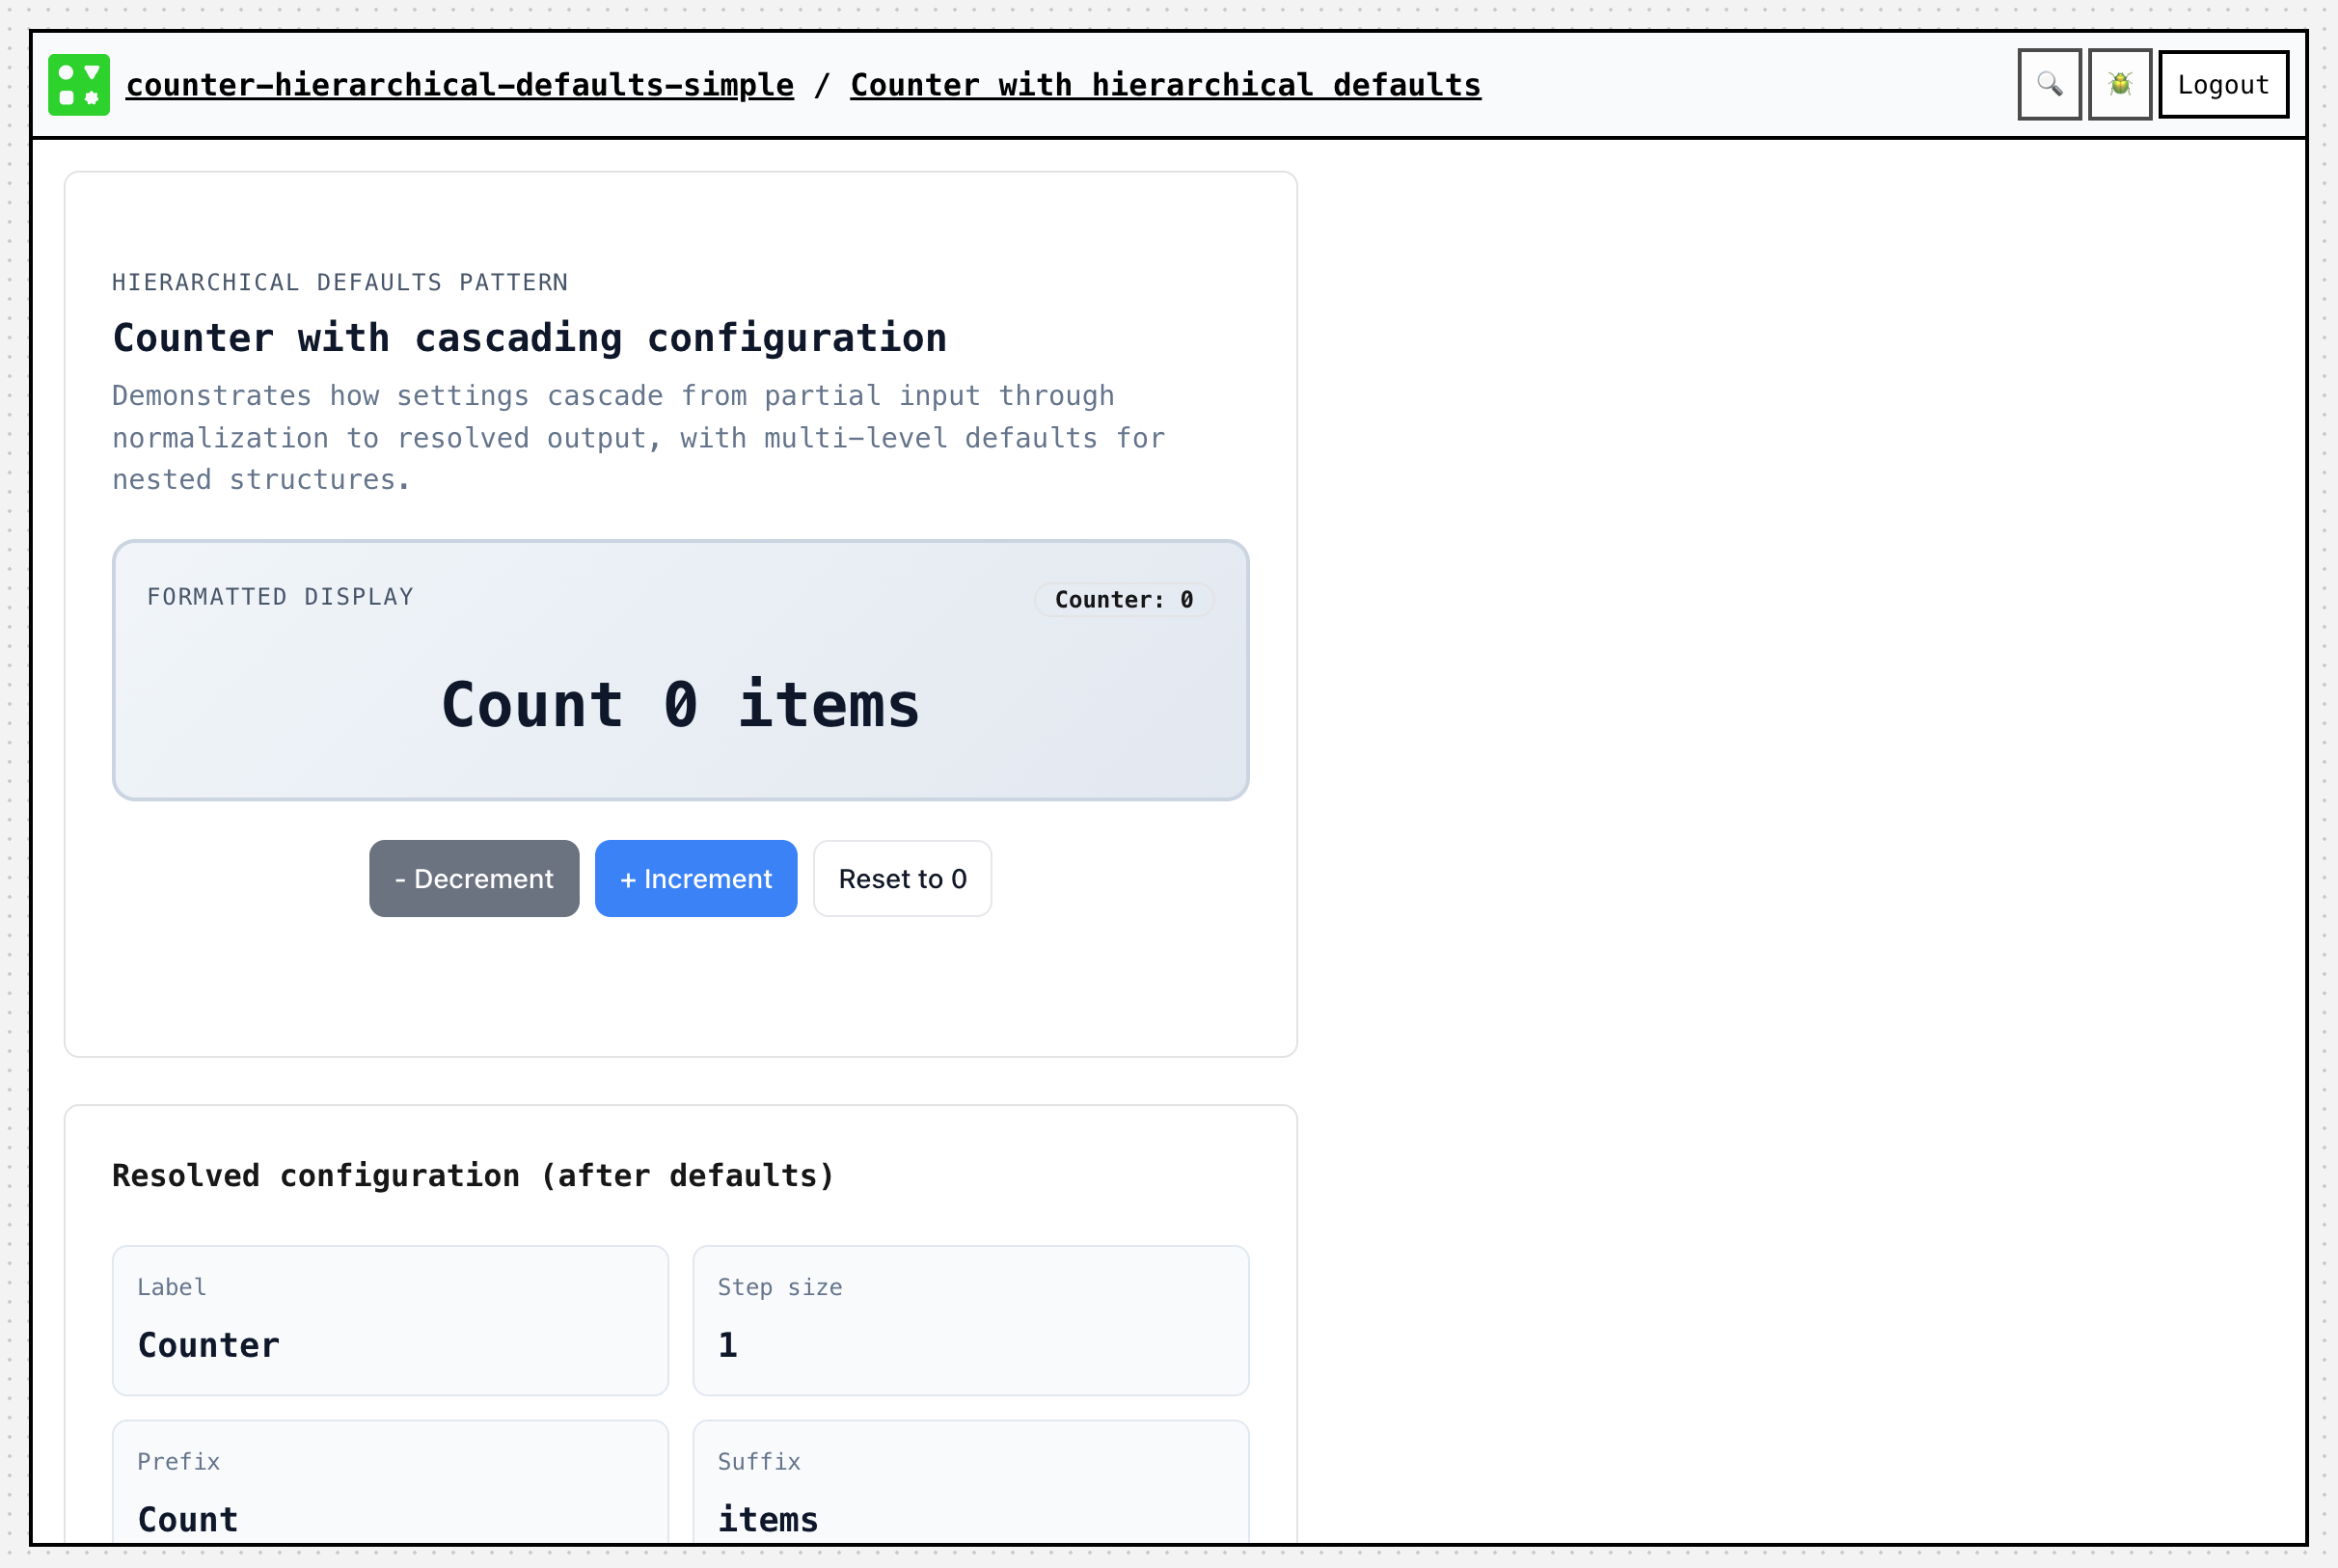 counter-hierarchical-defaults-simple / Counter with hierarchical defaults
Logout
HIERARCHICAL DEFAULTS PATTERN
Counter with cascading configuration
Demonstrates how settings cascade from partial input through
normalization to resolved output, with multi-level defaults for
nested structures.
FORMATTED DISPLAY
Counter: 0
Count 0 items
- Decrement
+ Increment
Reset to 0
Resolved configuration (after defaults)
Label
Counter
Step size
1
Prefix
Count
Suffix
items